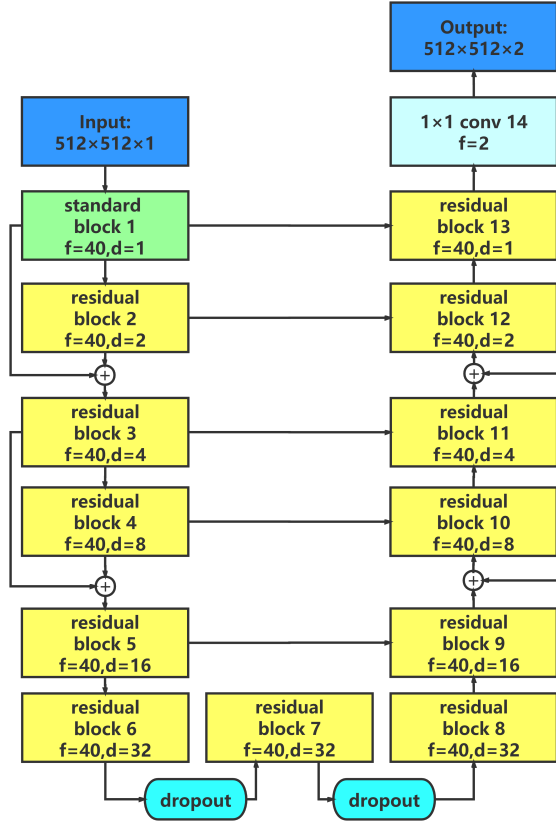 Input:
512×512×1
standard
block 1
f=40,d=1
residual
block 2
f=40,d=2
+
residual
block 3
f=40,d=4
residual
block 4
f=40,d=8
+
residual
block 5
f=40,d=16
residual
block 6
f=40,d=32
dropout
residual
block 7
f=40,d=32
dropout
residual
block 8
f=40,d=32
residual
block 9
f=40,d=16
+
residual
block 10
f=40,d=8
residual
block 11
f=40,d=4
+
residual
block 12
f=40,d=2
residual
block 13
f=40,d=1
1×1 conv 14
f=2
Output:
512×512×2